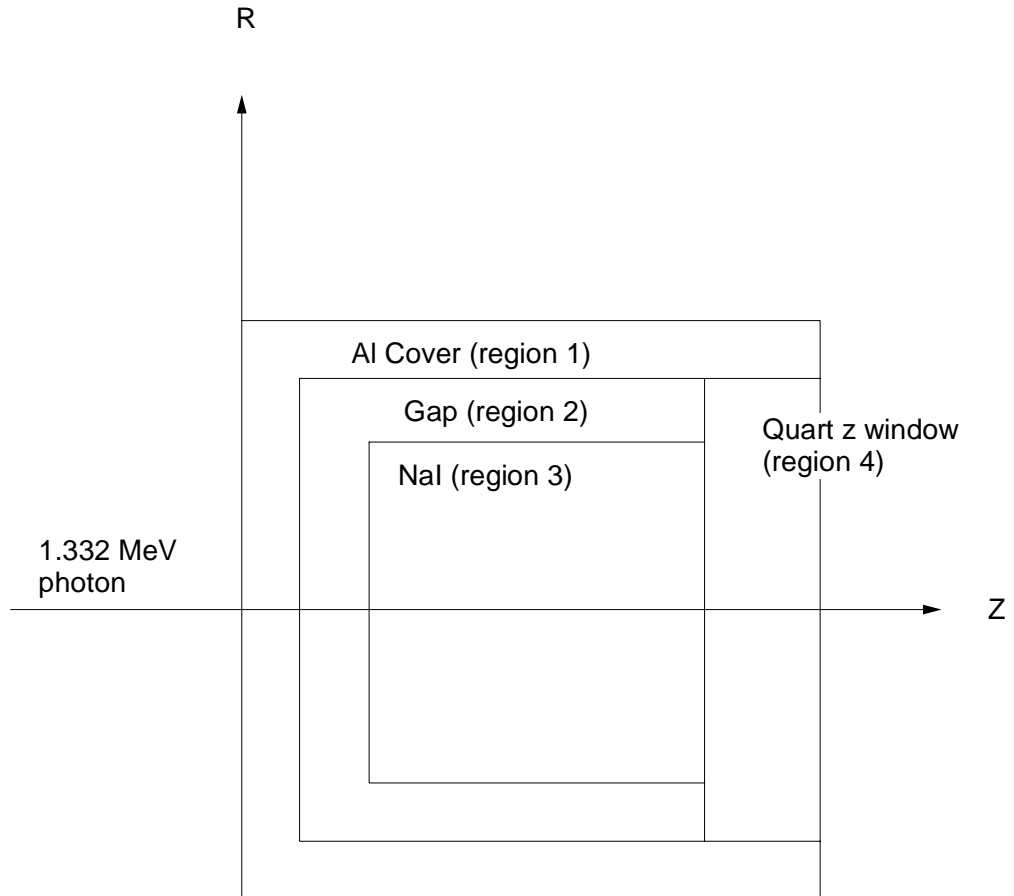 R
Al Cover (region 1)
Gap (region 2)
Quart z window
(region 4)
NaI (region 3)
1.332 MeV
photon
Z